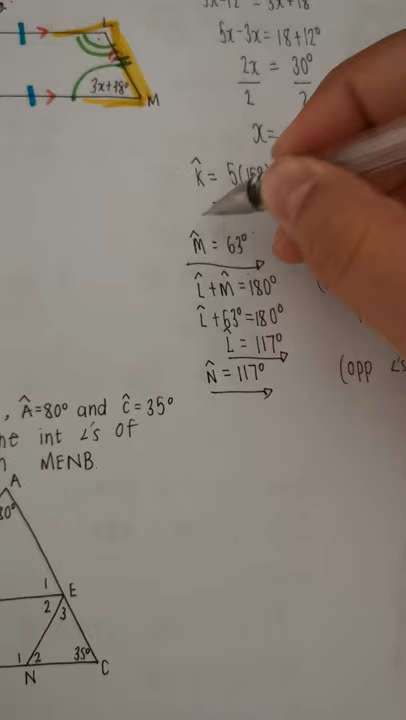 5x-3x = 18+12°
2x = 30°
2 2
x =
3x+18°
M
K̂ = 5(
M̂ = 63°
L̂ + M̂ = 180°
L̂ + 63° = 180°
L̂ = 117°
N̂ = 117° (opp ∠'s
, Â = 80° and Ĉ = 35°
int ∠'s of
MENB.
A
1 E
2 3
1 2 35° C
N